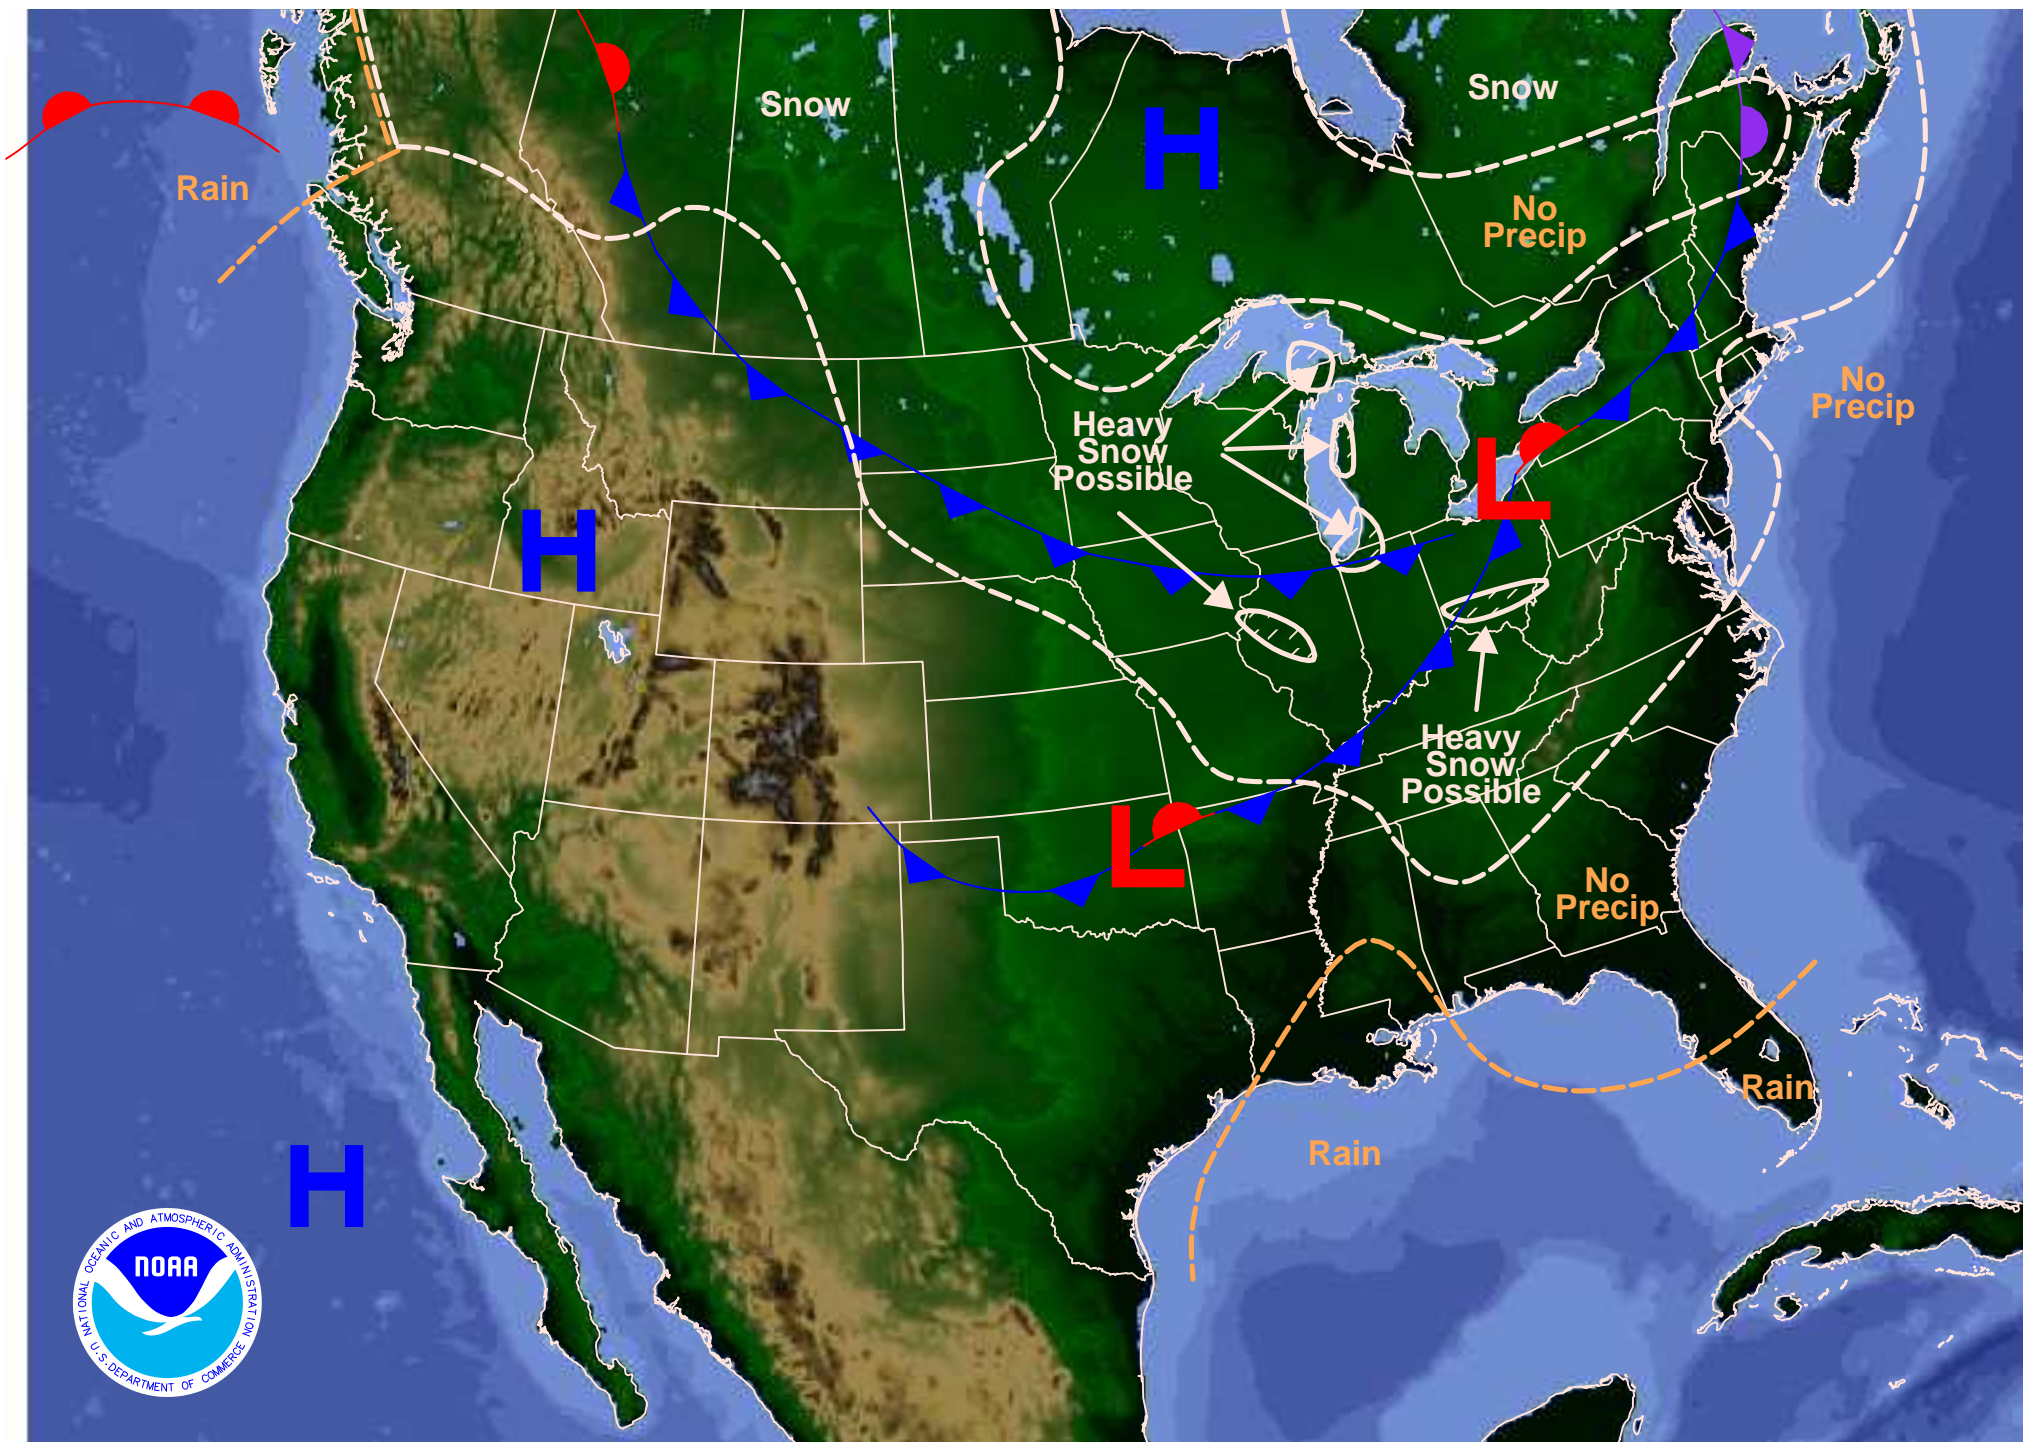 Snow
Snow
H
Rain
No
Precip
No
Precip
Heavy
Snow
Possible
L
H
Heavy
Snow
Possible
L
No
Precip
Rain
Rain
H
NATIONAL OCEANIC AND ATMOSPHERIC ADMINISTRATION
NOAA
U.S. DEPARTMENT OF COMMERCE